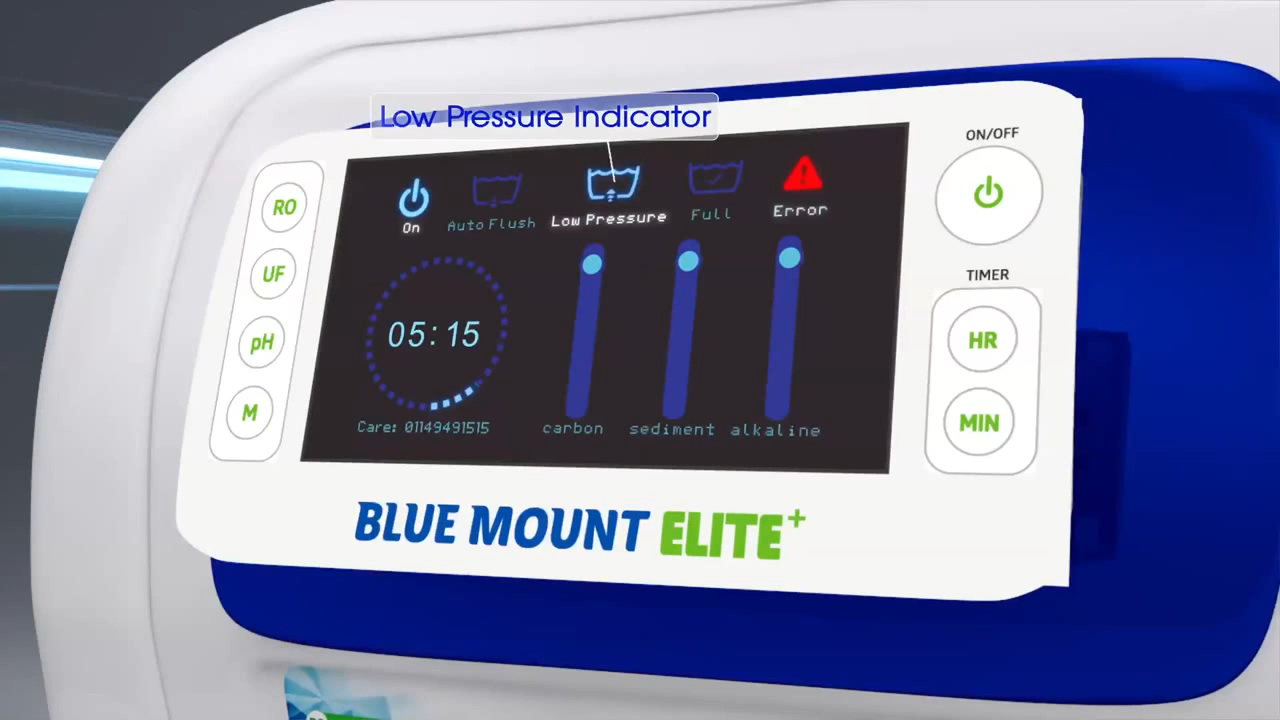 Low Pressure Indicator
ON/OFF
RO
On
Auto Flush
Low Pressure
Full
Error
TIMER
UF
HR
05:15
pH
M
MIN
Care: 01149491515
carbon
sediment
alkaline
BLUE MOUNT ELITE+